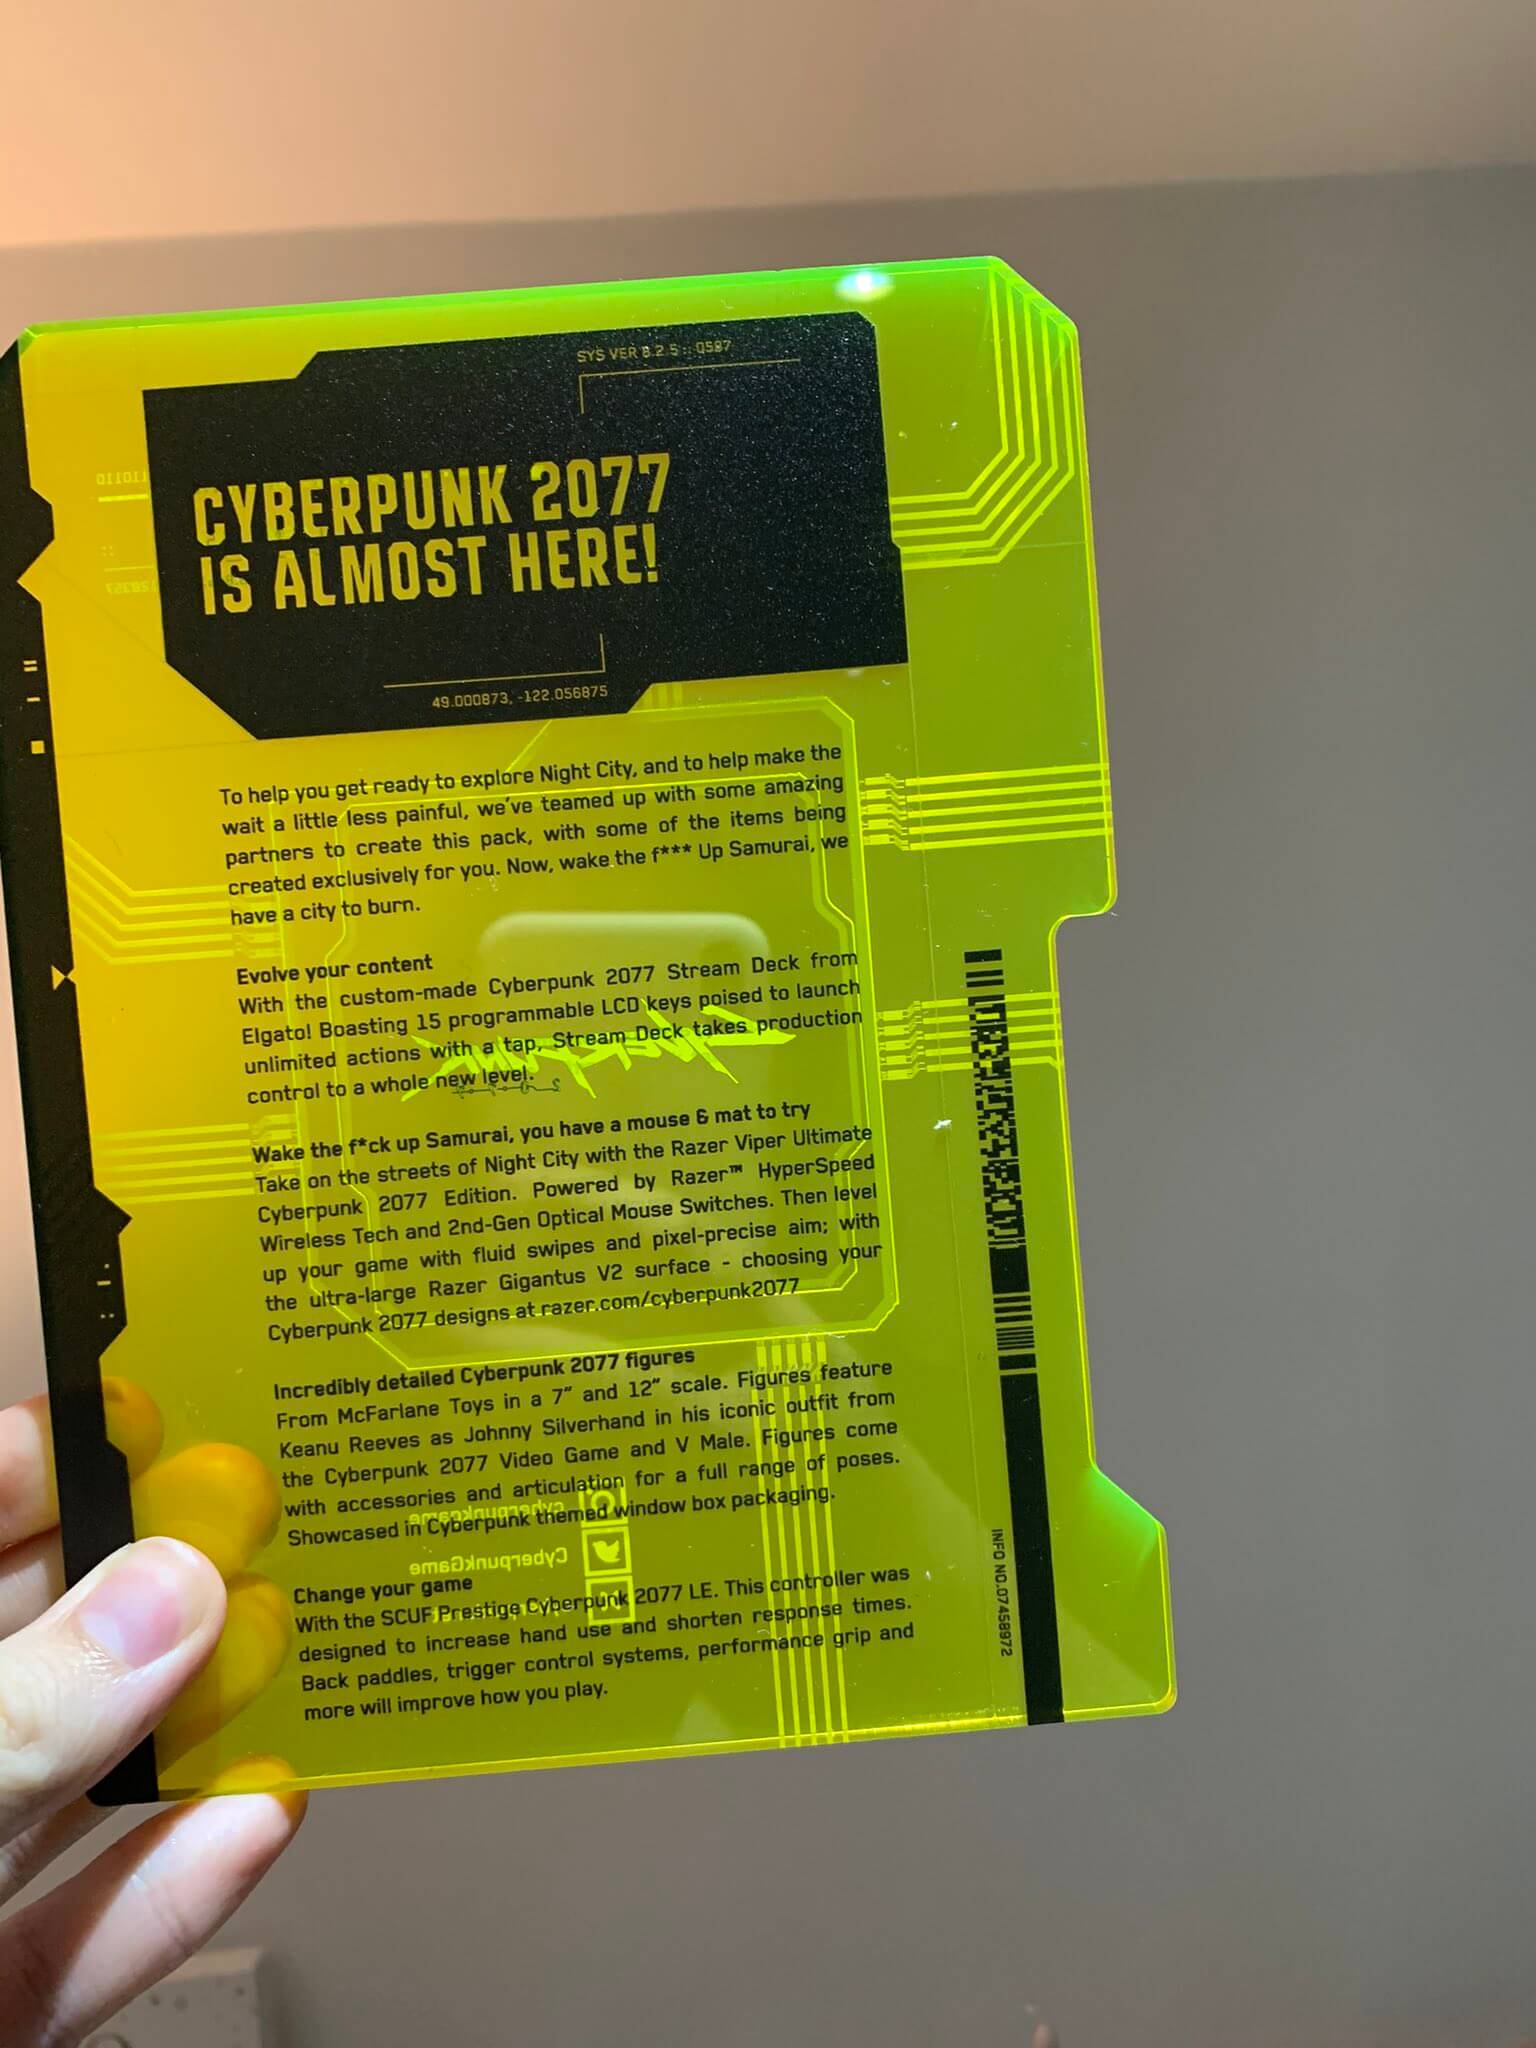 SYS VER 8.2.5 :: 0587
CYBERPUNK 2077
IS ALMOST HERE!
49.000873, -122.056875
To help you get ready to explore Night City, and to help make the
wait a little less painful, we've teamed up with some amazing
partners to create this pack, with some of the items being
created exclusively for you. Now, wake the f*** Up Samurai, we
have a city to burn.
Evolve your content
With the custom-made Cyberpunk 2077 Stream Deck from
Elgato! Boasting 15 programmable LCD keys poised to launch
unlimited actions with a tap, Stream Deck takes production
control to a whole new level.
Wake the f*ck up Samurai, you have a mouse & mat to try
Take on the streets of Night City with the Razer Viper Ultimate
Cyberpunk 2077 Edition. Powered by Razer™ HyperSpeed
Wireless Tech and 2nd-Gen Optical Mouse Switches. Then level
up your game with fluid swipes and pixel-precise aim; with
the ultra-large Razer Gigantus V2 surface - choosing your
Cyberpunk 2077 designs at razer.com/cyberpunk2077
Incredibly detailed Cyberpunk 2077 figures
From McFarlane Toys in a 7" and 12" scale. Figures feature
Keanu Reeves as Johnny Silverhand in his iconic outfit from
the Cyberpunk 2077 Video Game and V Male. Figures come
with accessories and articulation for a full range of poses.
Showcased in Cyberpunk themed window box packaging.
cyberpunkgame
CyberpunkGame
Change your game
With the SCUF Prestige Cyberpunk 2077 LE. This controller was
designed to increase hand use and shorten response times.
Back paddles, trigger control systems, performance grip and
more will improve how you play.
INFO NO.07458972
Cyberpunk